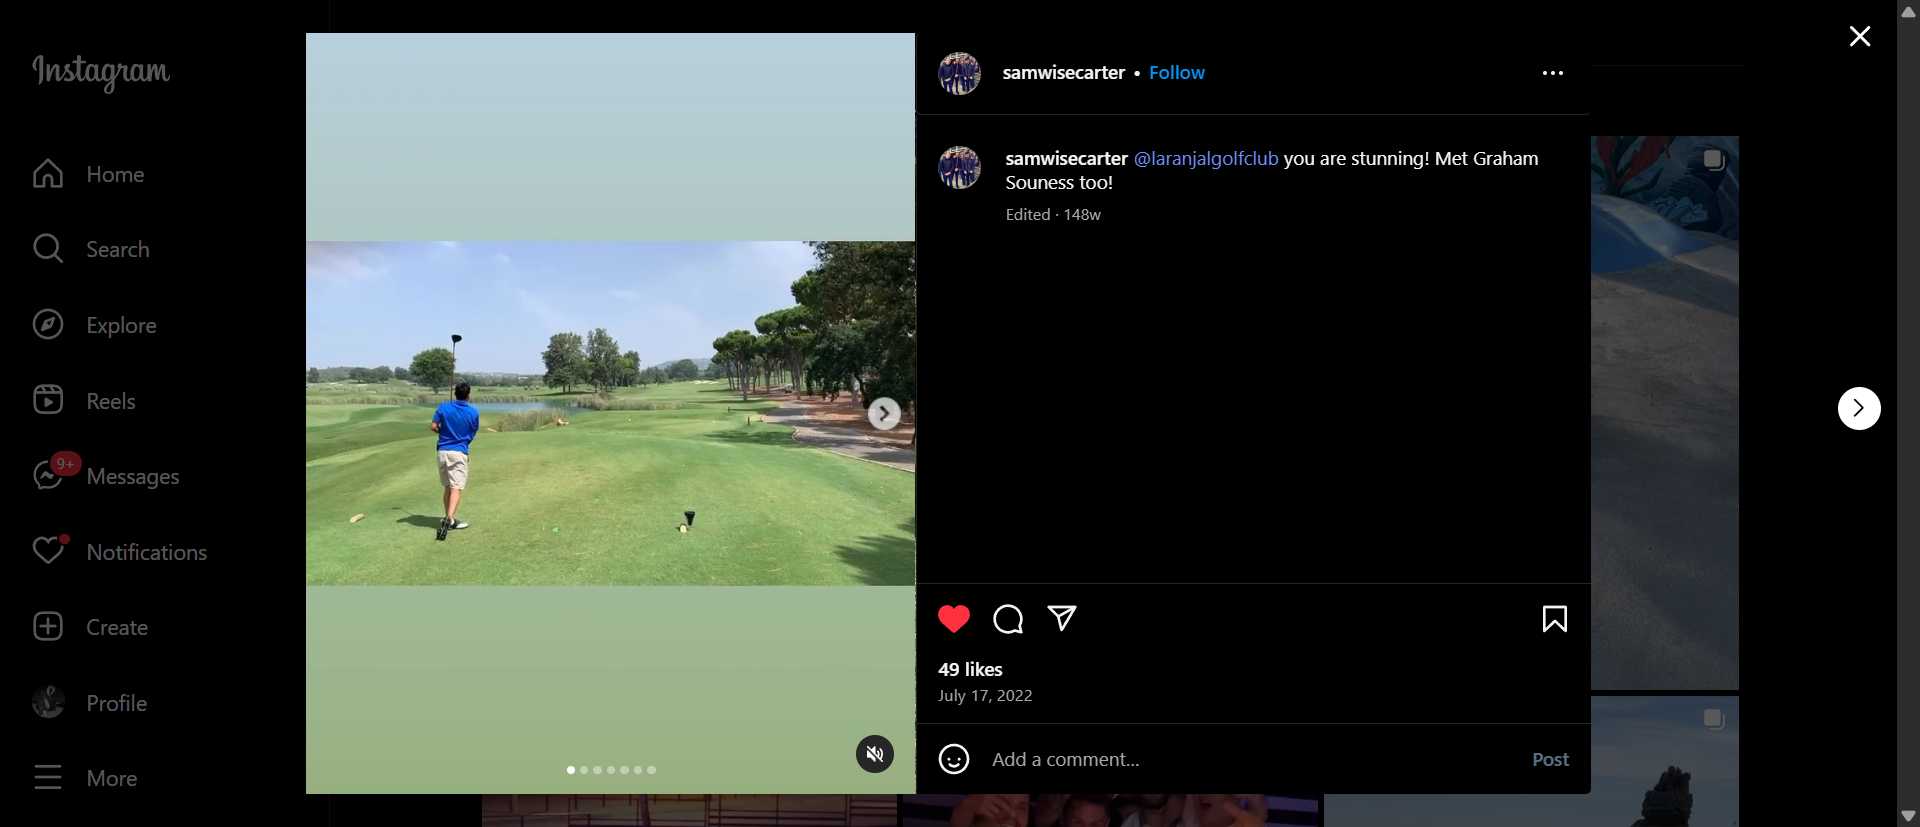 Instagram
Home
Search
Explore
Reels
9+
Messages
Notifications
Create
Profile
More
samwisecarter • Follow
samwisecarter @laranjalgolfclub you are stunning! Met Graham
Souness too!
Edited · 148w
49 likes
July 17, 2022
Add a comment...
Post